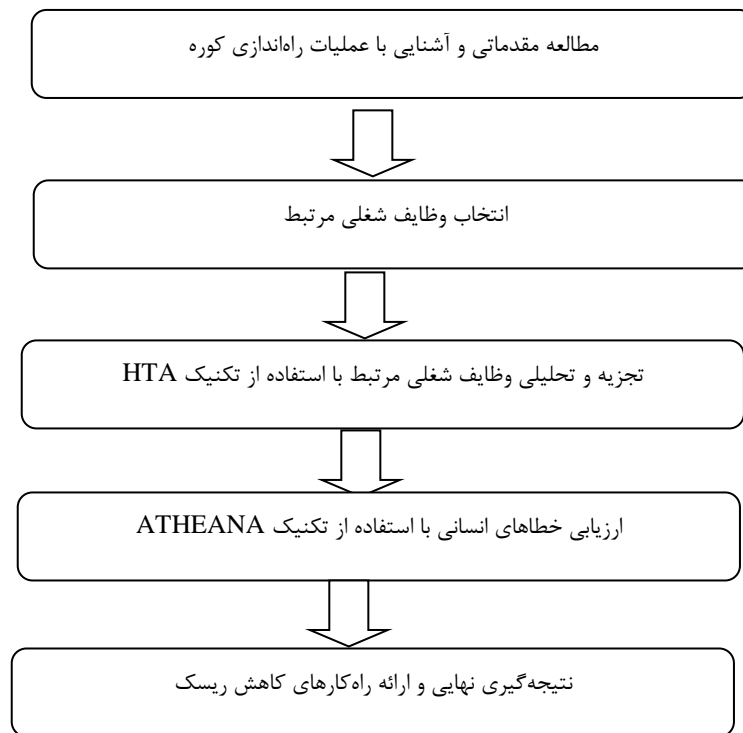 مطالعه مقدماتی و آشنایی با عملیات راه‌اندازی کوره
انتخاب وظایف شغلی مرتبط
تجزیه و تحلیلی وظایف شغلی مرتبط با استفاده از تکنیک HTA
ارزیابی خطاهای انسانی با استفاده از تکنیک ATHEANA
نتیجه‌گیری نهایی و ارائه راه‌کارهای کاهش ریسک